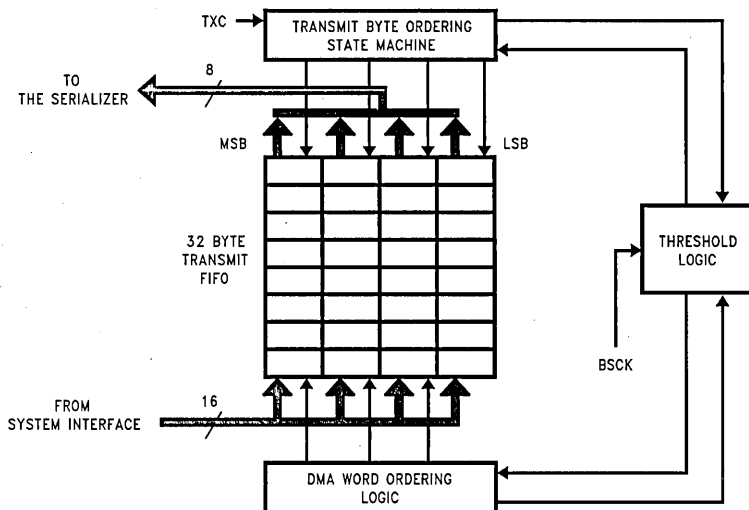 TXC
TRANSMIT BYTE ORDERING
STATE MACHINE
TO
THE SERIALIZER
8
MSB
LSB
32 BYTE
TRANSMIT
FIFO
THRESHOLD
LOGIC
BSCK
FROM
SYSTEM INTERFACE
16
DMA WORD ORDERING
LOGIC